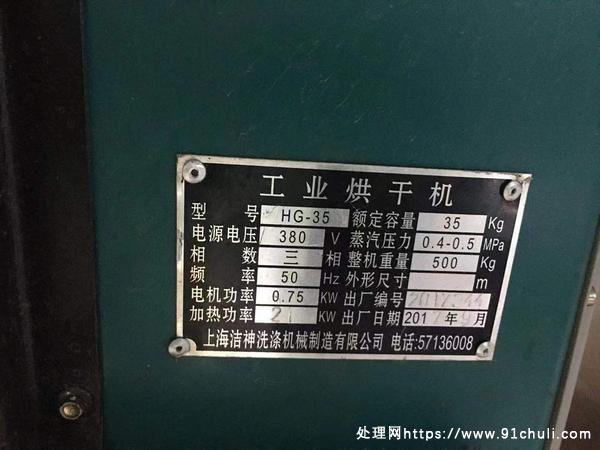 工业烘干机
型 号 HG-35 额定容量 35 Kg
电源电压 380 V 蒸汽压力 0.4-0.5 MPa
相 数 三 相 整机重量 500 Kg
频 率 50 Hz 外形尺寸 m
电机功率 0.75 KW 出厂编号
加热功率 2 KW 出厂日期 201 年 月
上海洁神洗涤机械制造有限公司 电话:57136008
处理网https://www.91chuli.com